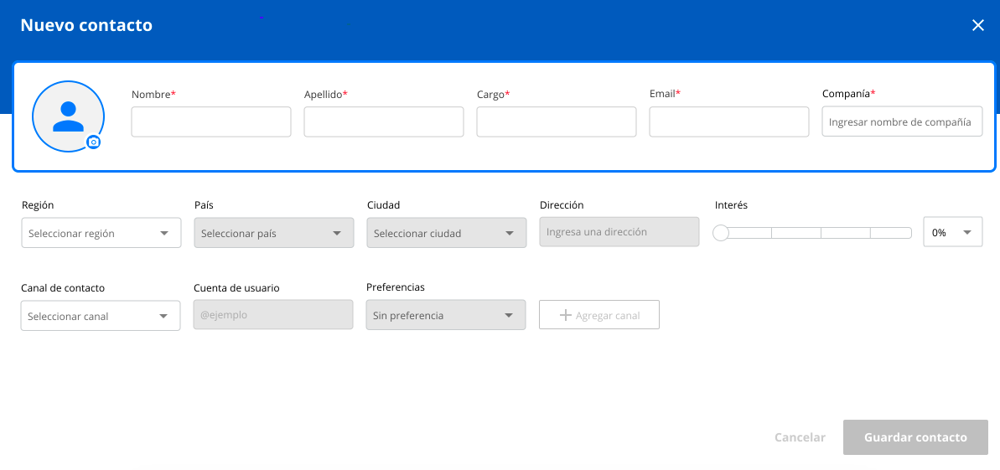 Nuevo contacto
Nombre* Apellido* Cargo* Email* Compañía*
Ingresar nombre de compañía
Región País Ciudad Dirección Interés
Seleccionar región Seleccionar país Seleccionar ciudad Ingresa una dirección 0%
Canal de contacto Cuenta de usuario Preferencias
Seleccionar canal @ejemplo Sin preferencia Agregar canal
Cancelar Guardar contacto